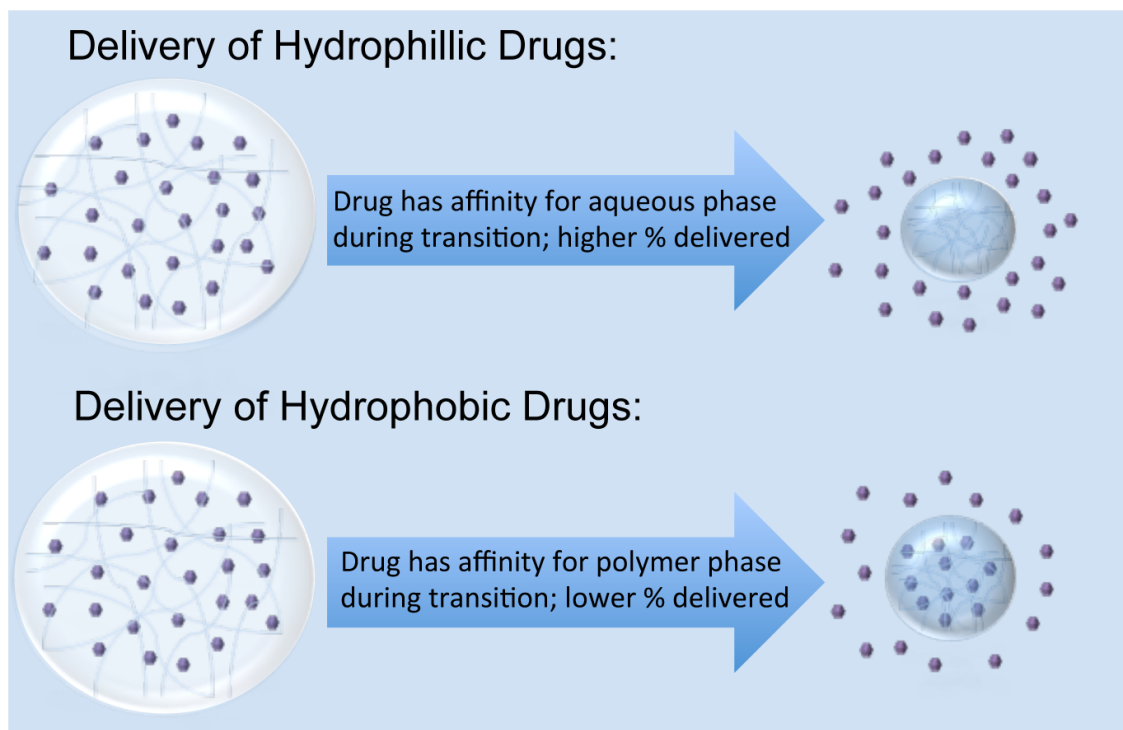 Delivery of Hydrophillic Drugs:
Drug has affinity for aqueous phase
during transition; higher % delivered
Delivery of Hydrophobic Drugs:
Drug has affinity for polymer phase
during transition; lower % delivered